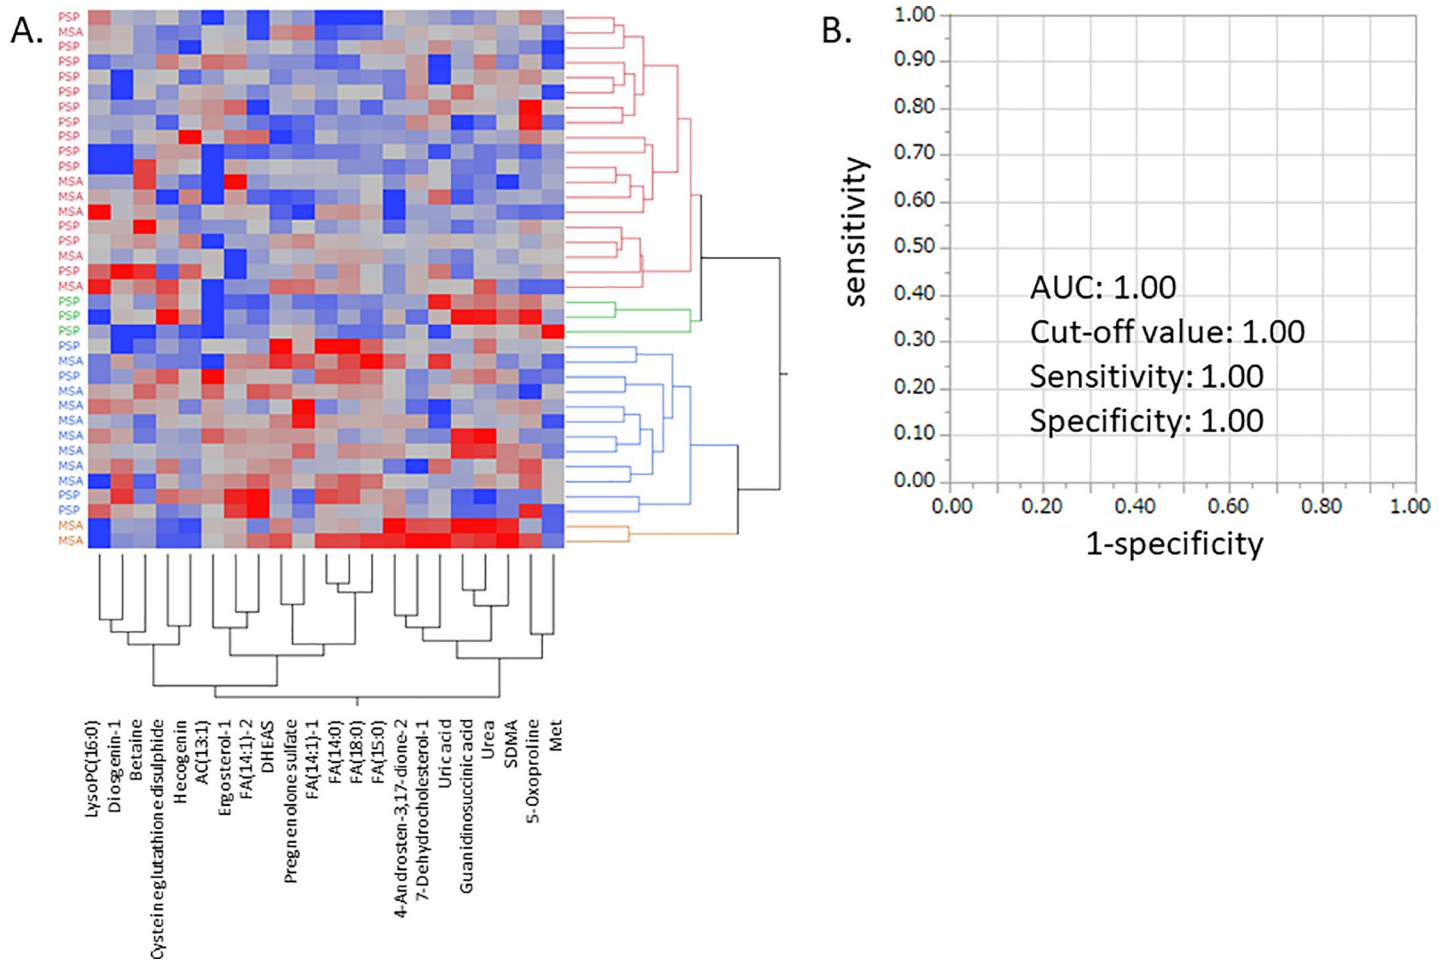 A.
PSP
MSA
PSP
PSP
PSP
PSP
PSP
PSP
PSP
PSP
PSP
MSA
MSA
MSA
PSP
PSP
MSA
PSP
MSA
PSP
PSP
PSP
PSP
MSA
PSP
MSA
MSA
MSA
MSA
MSA
MSA
MSA
PSP
PSP
MSA
MSA
LysoPC(16:0)
Diosgenin-1
Betaine
Cysteineglutathione disulphide
Hecogenin
AC(13:1)
Ergosterol-1
FA(14:1)-2
DHEAS
Pregnenolone sulfate
FA(14:1)-1
FA(14:0)
FA(18:0)
FA(15:0)
4-Androsten-3,17-dione-2
7-Dehydrocholesterol-1
Uric acid
Guanidinosuccinic acid
Urea
SDMA
5-Oxoproline
Met
B.
sensitivity
1.00
0.90
0.80
0.70
0.60
0.50
0.40
0.30
0.20
0.10
0.00
AUC: 1.00
Cut-off value: 1.00
Sensitivity: 1.00
Specificity: 1.00
0.00 0.20 0.40 0.60 0.80 1.00
1-specificity